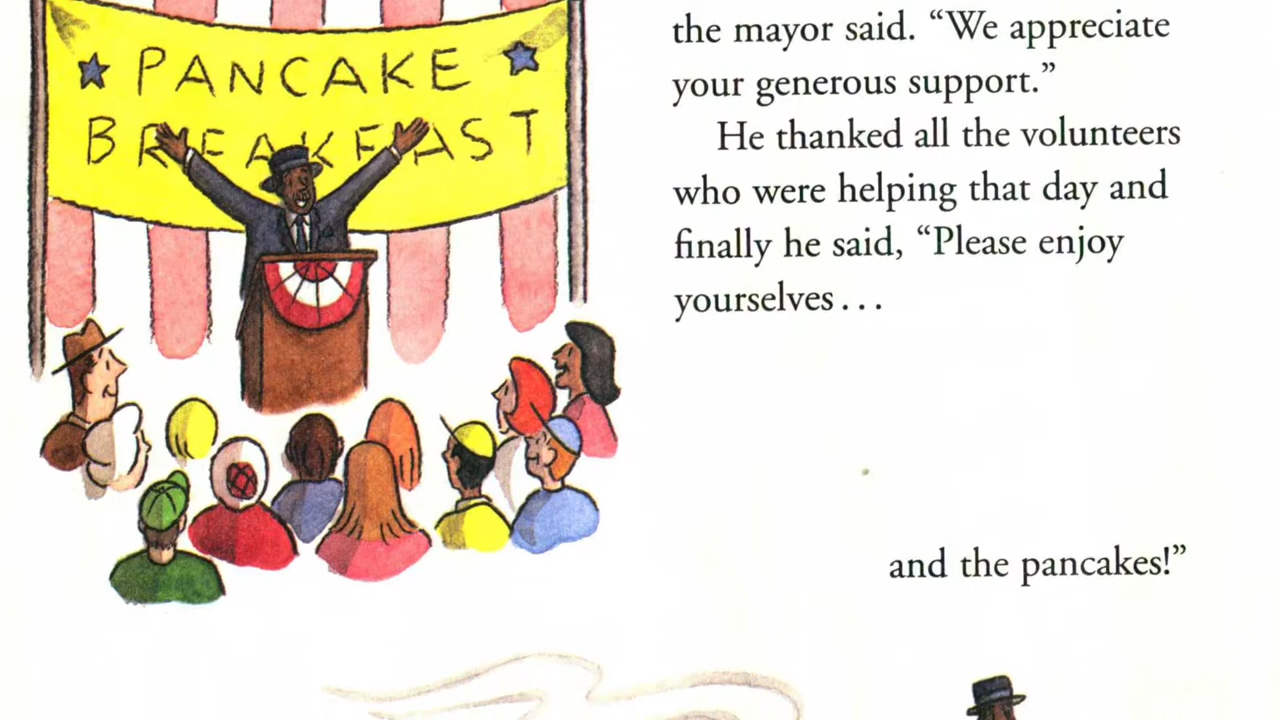 PANCAKE
BREAKFAST
the mayor said. “We appreciate
your generous support.”
He thanked all the volunteers
who were helping that day and
finally he said, “Please enjoy
yourselves . . .
and the pancakes!”